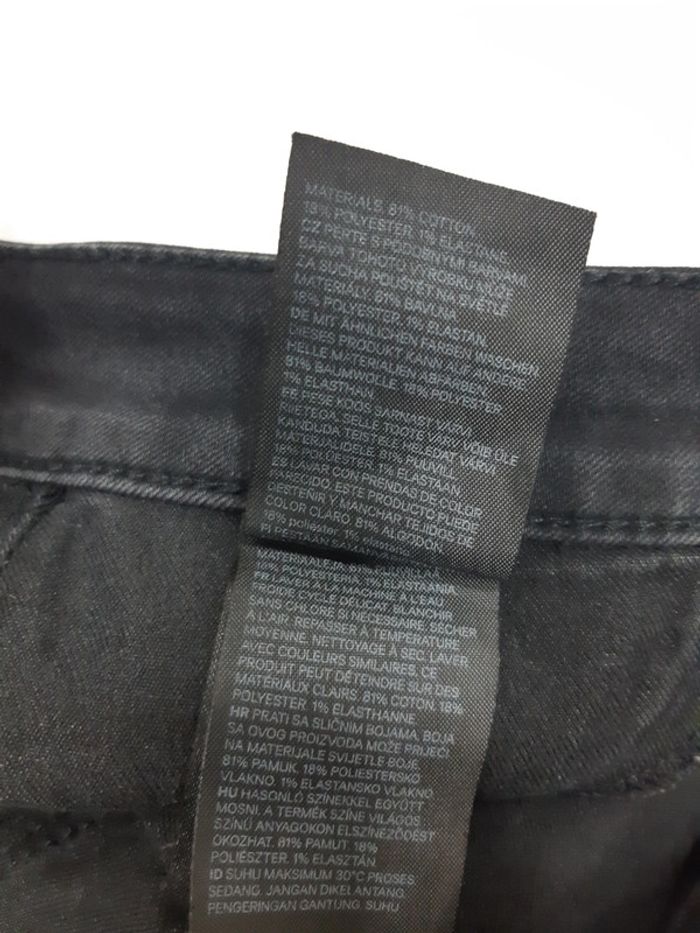 MATERIALS. 81% COTTON.
18% POLYESTER. 1% ELASTANE.
CZ PERTE S PODOBNÝMI BARVAMI.
BARVA TOHOTO VÝROBKU MŮŽE
ZA SUCHA POUŠTĚT NA SVĚTLÉ
MATERIÁLY. 81% BAVLNA.
18% POLYESTER. 1% ELASTAN.
DE MIT ÄHNLICHEN FARBEN WASCHEN.
DIESES PRODUKT KANN AUF ANDERE
HELLE MATERIALIEN ABFÄRBEN.
81% BAUMWOLLE. 18% POLYESTER
1% ELASTHAN
EE PESE KOOS SARNAST VÄRVI
RIIETEGA. SELLE TOOTE VÄRV VÕIB ÜLE
KANDUDA TEISTELE HELEDAT VÄRVI
MATERJALIDELE. 81% PUUVILL
18% POLÜESTER. 1% ELASTAAN
ES LAVAR CON PRENDAS DE COLOR
PARECIDO. ESTE PRODUCTO PUEDE
DESTEÑIR Y MANCHAR TEJIDOS DE
COLOR CLARO. 81% ALGODÓN.
18% poliéster. 1% elastano
FI PESTÄÄN
18% POLYESTERIA. 1% ELASTAANIA
FR LAVER À LA MACHINE À L'EAU
FROIDE CYCLE DÉLICAT. BLANCHIR
SANS CHLORE SI NÉCESSAIRE. SÉCHER
À L'AIR. REPASSER À TEMPÉRATURE
MOYENNE. NETTOYAGE À SEC. LAVER
AVEC COULEURS SIMILAIRES. CE
PRODUIT PEUT DÉTEINDRE SUR DES
MATÉRIAUX CLAIRS. 81% COTON. 18%
POLYESTER. 1% ELASTHANNE
HR PRATI SA SLIČNIM BOJAMA. BOJA
SA OVOG PROIZVODA MOŽE PRIJEĆI
NA MATERIJALE SVIJETLE BOJE.
81% PAMUK. 18% POLIESTERSKO
VLAKNO. 1% ELASTANSKO VLAKNO
HU HASONLÓ SZÍNEKKEL EGYÜTT
MOSNI. A TERMÉK SZÍNE VILÁGOS
SZÍNŰ ANYAGOKON ELSZÍNEZŐDÉST
OKOZHAT. 81% PAMUT. 18%
POLIÉSZTER. 1% ELASZTÁN
ID SUHU MAKSIMUM 30°C PROSES
SEDANG. JANGAN DIKELANTANG.
PENGERINGAN GANTUNG. SUHU